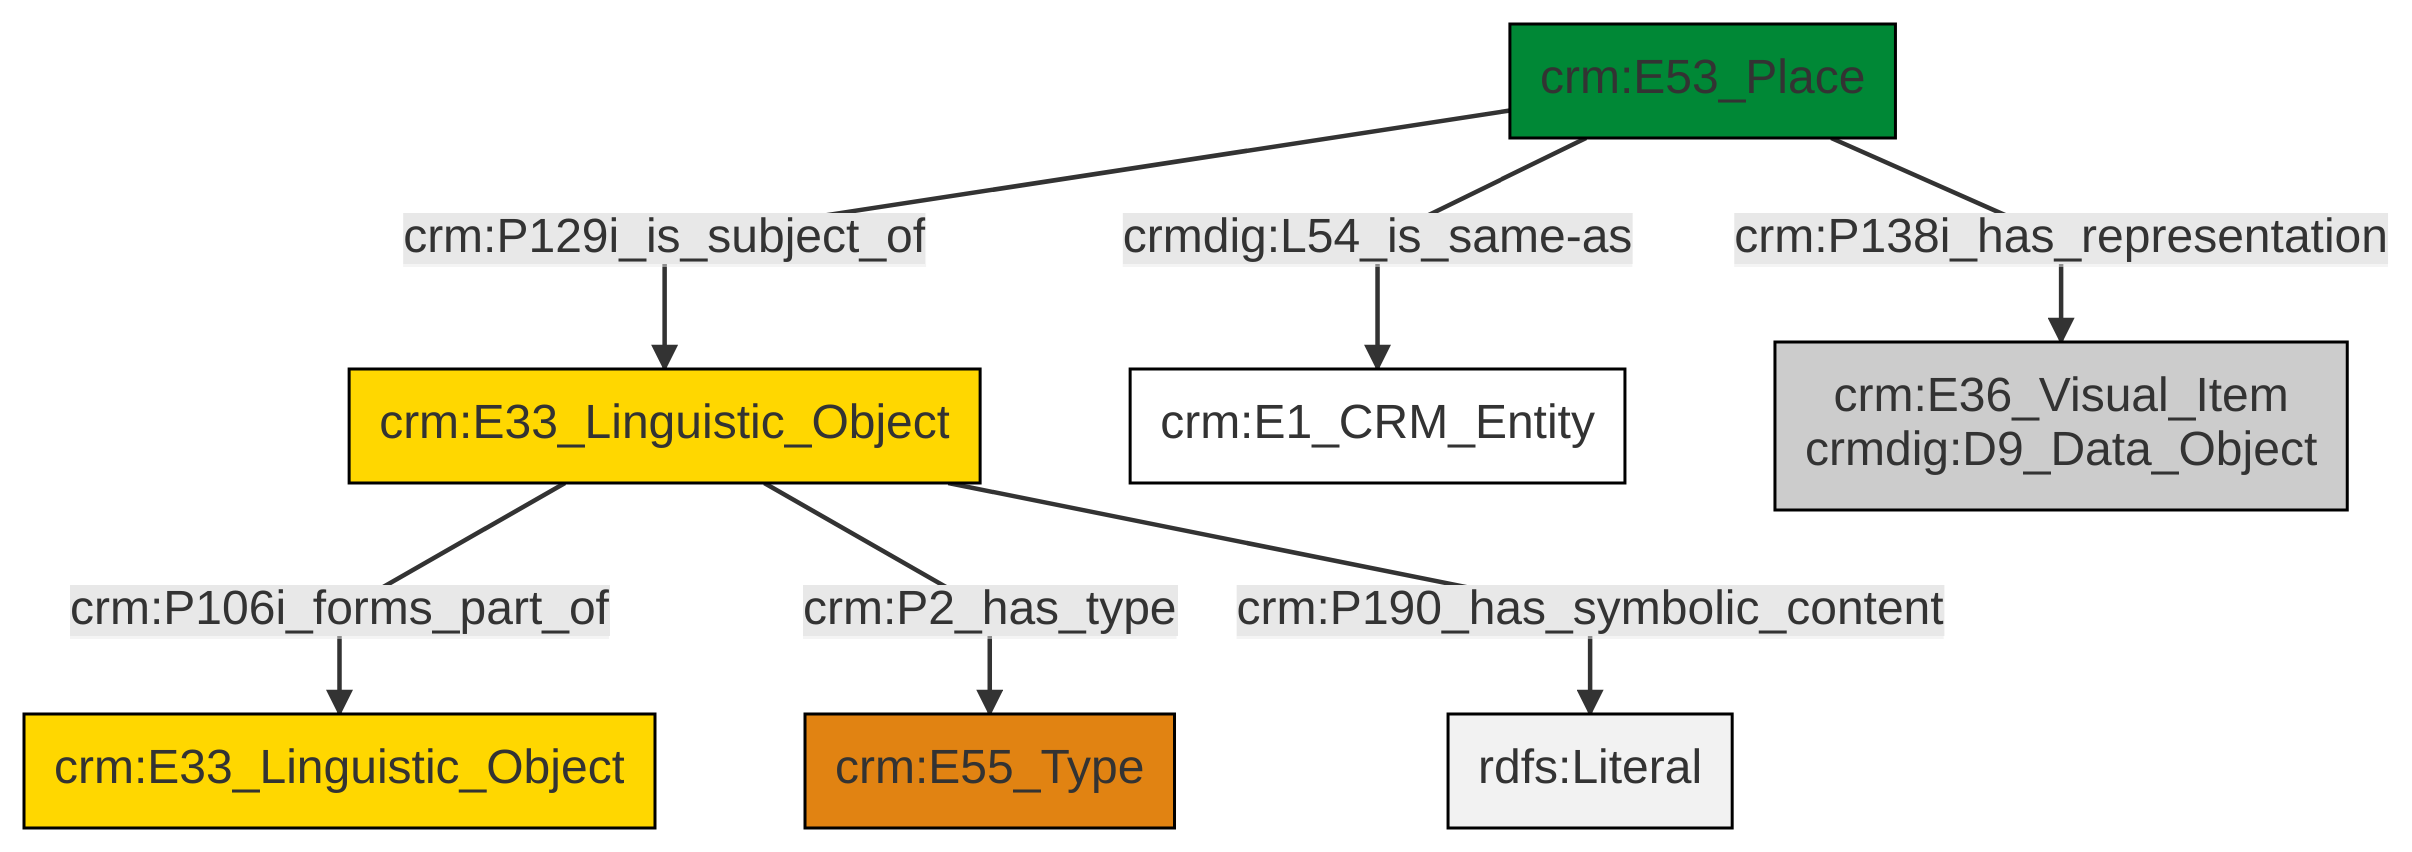 crm:E53_Place
crm:P129i_is_subject_of
crmdig:L54_is_same-as
crm:P138i_has_representation
crm:E33_Linguistic_Object
crm:E1_CRM_Entity
crm:E36_Visual_Item
crmdig:D9_Data_Object
crm:P106i_forms_part_of
crm:P2_has_type
crm:P190_has_symbolic_content
crm:E33_Linguistic_Object
crm:E55_Type
rdfs:Literal